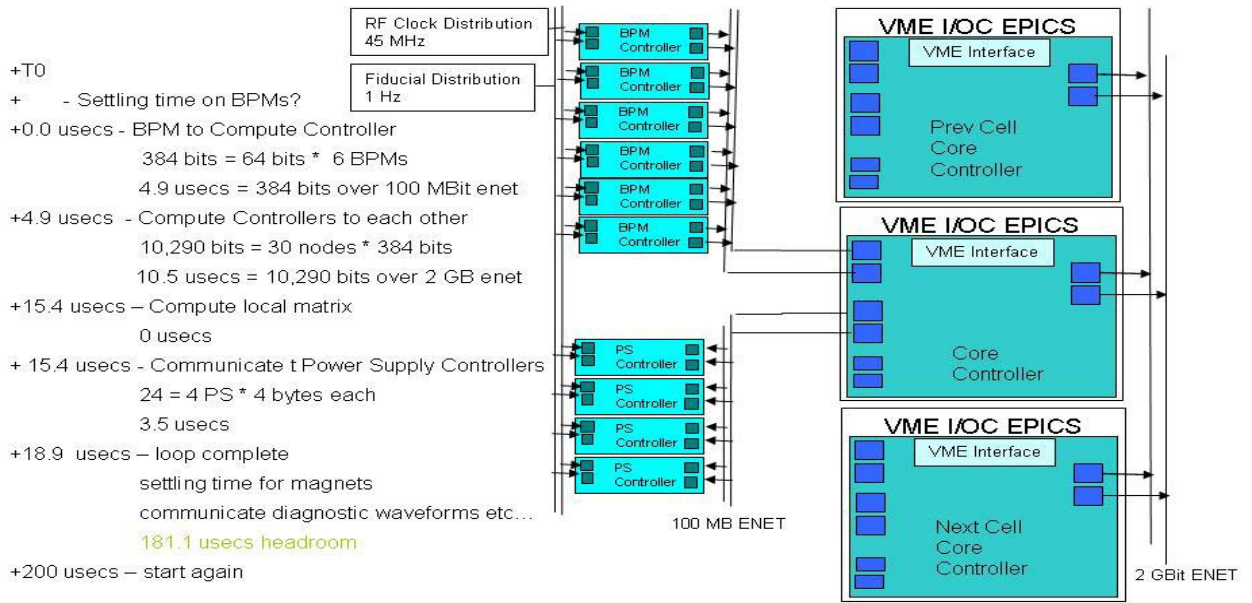 +T0
+ - Settling time on BPMs?
+0.0 usecs - BPM to Compute Controller
384 bits = 64 bits * 6 BPMs
4.9 usecs = 384 bits over 100 MBit enet
+4.9 usecs - Compute Controllers to each other
10,290 bits = 30 nodes * 384 bits
10.5 usecs = 10,290 bits over 2 GB enet
+15.4 usecs – Compute local matrix
0 usecs
+ 15.4 usecs - Communicate t Power Supply Controllers
24 = 4 PS * 4 bytes each
3.5 usecs
+18.9 usecs – loop complete
settling time for magnets
communicate diagnostic waveforms etc...
181.1 usecs headroom
+200 usecs – start again
RF Clock Distribution
45 MHz
Fiducial Distribution
1 Hz
BPM
Controller
BPM
Controller
BPM
Controller
BPM
Controller
BPM
Controller
BPM
Controller
PS
Controller
PS
Controller
PS
Controller
PS
Controller
100 MB ENET
VME I/OC EPICS
VME Interface
Prev Cell
Core
Controller
VME I/OC EPICS
VME Interface
Core
Controller
VME I/OC EPICS
VME Interface
Next Cell
Core
Controller
2 GBit ENET